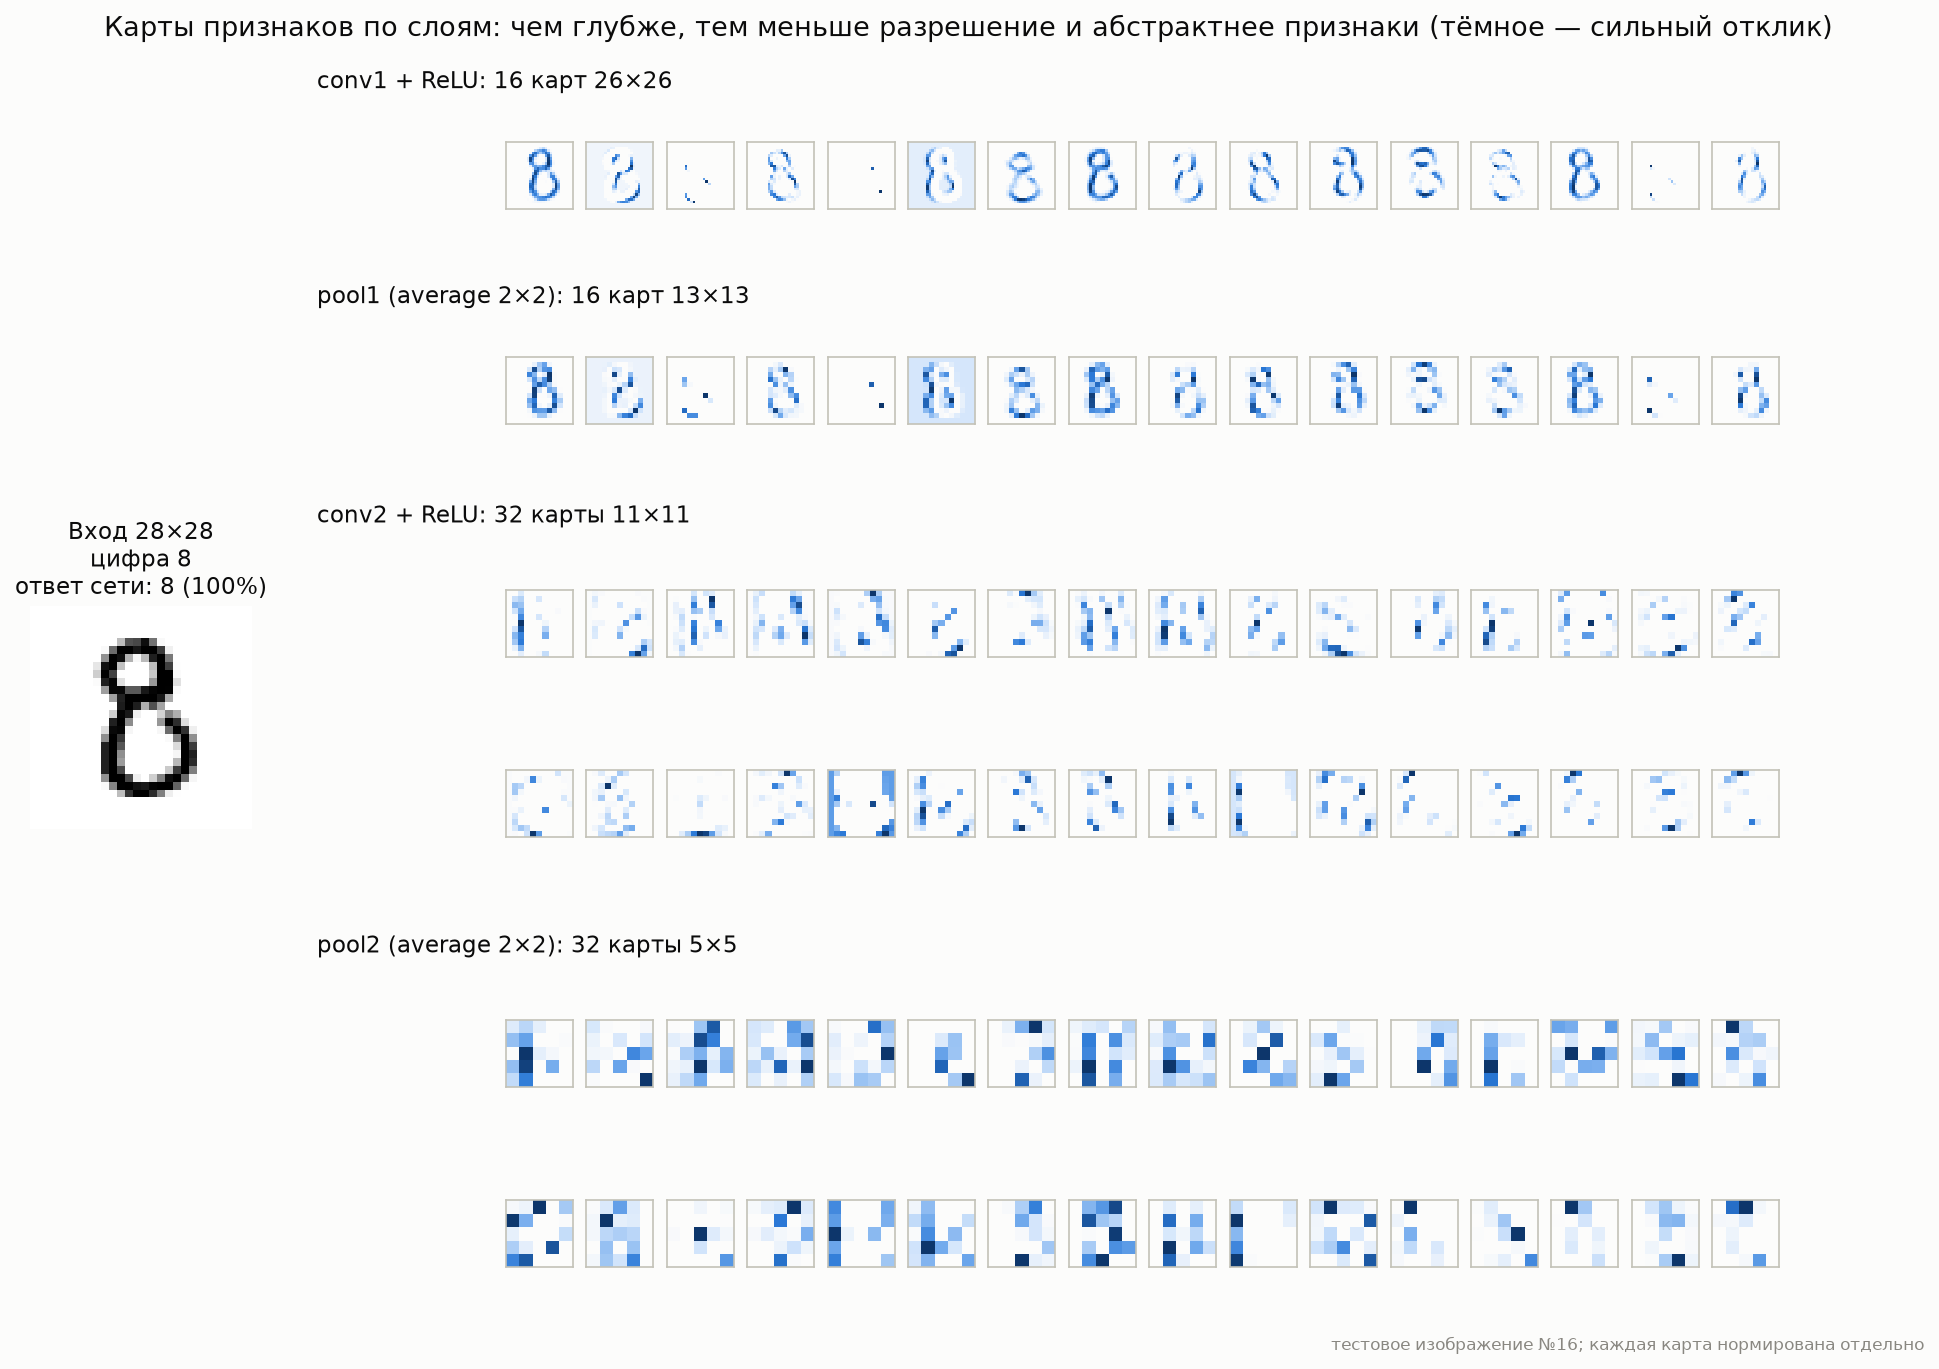 Карты признаков по слоям: чем глубже, тем меньше разрешение и абстрактнее признаки (тёмное — сильный отклик)
conv1 + ReLU: 16 карт 26×26
pool1 (average 2×2): 16 карт 13×13
conv2 + ReLU: 32 карты 11×11
Вход 28×28
цифра 8
ответ сети: 8 (100%)
pool2 (average 2×2): 32 карты 5×5
тестовое изображение №16; каждая карта нормирована отдельно